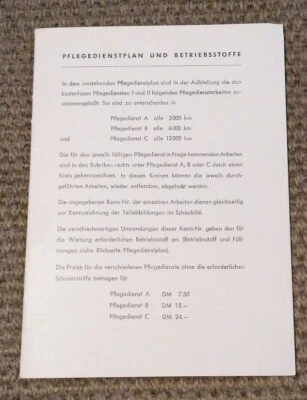 PFLEGEDIENSTPLAN UND BETRIEBSSTOFFE
In dem umstehenden Pflegedienstplan sind in der Aufstellung die den
kostenlosen Pflegediensten I und II folgenden Pflegedienstarbeiten zu-
sammengefaßt. Sie sind zu unterscheiden in
Pflegedienst A alle 3000 km
Pflegedienst B alle 6000 km
und Pflegedienst C alle 12000 km
Die für den jeweils fälligen Pflegedienst in Frage kommenden Arbeiten
sind in den Rubriken rechts unter Pflegedienst A, B oder C durch einen
Kreis gekennzeichnet. In diesen Kreisen können die jeweils durch-
geführten Arbeiten, wieder entfernbar, abgehakt werden.
Die angegebenen Kenn-Nr. der einzelnen Arbeiten dienen gleichzeitig
zur Kennzeichnung der Teilabbildungen im Schaubild.
Die verschiedenartigen Umrandungen dieser Kenn-Nr. geben den für
die Wartung erforderlichen Betriebsstoff an. (Betriebsstoff und Füll-
mengen siehe Rückseite Pflegedienstplan).
Die Preise für die verschiedenen Pflegedienste ohne die erforderlichen
Schmierstoffe betragen für
Pflegedienst A DM 7,50
Pflegedienst B DM 15.–
Pflegedienst C DM 24.–